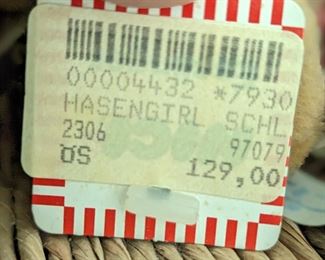 00004432 *7930
HASENGIRL SCHL
2306 97079
öS 129,00